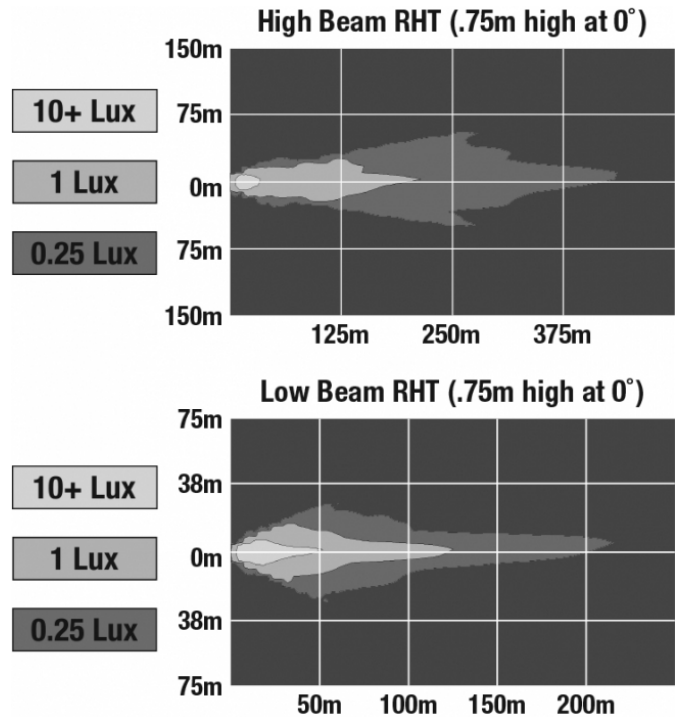 High Beam RHT (.75m high at 0˚)
150m
10+ Lux
75m
1 Lux
0m
0.25 Lux
75m
150m
125m 250m 375m
Low Beam RHT (.75m high at 0˚)
75m
10+ Lux
38m
1 Lux
0m
0.25 Lux
38m
75m
50m 100m 150m 200m